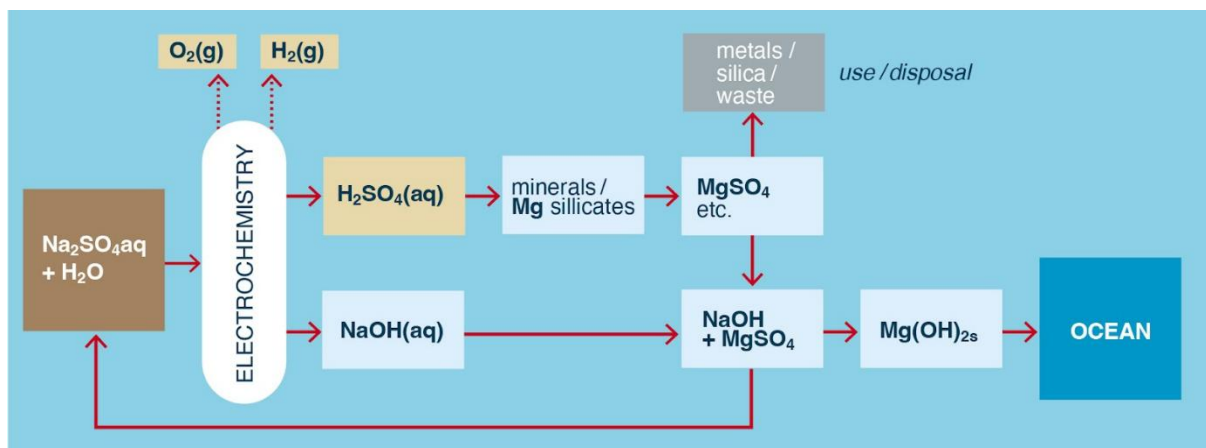 O₂(g)
H₂(g)
metals /
silica /
waste
use / disposal
ELECTROCHEMISTRY
Na₂SO₄aq
+ H₂O
H₂SO₄(aq)
minerals /
Mg sillicates
MgSO₄
etc.
NaOH(aq)
NaOH
+ MgSO₄
Mg(OH)₂s
OCEAN